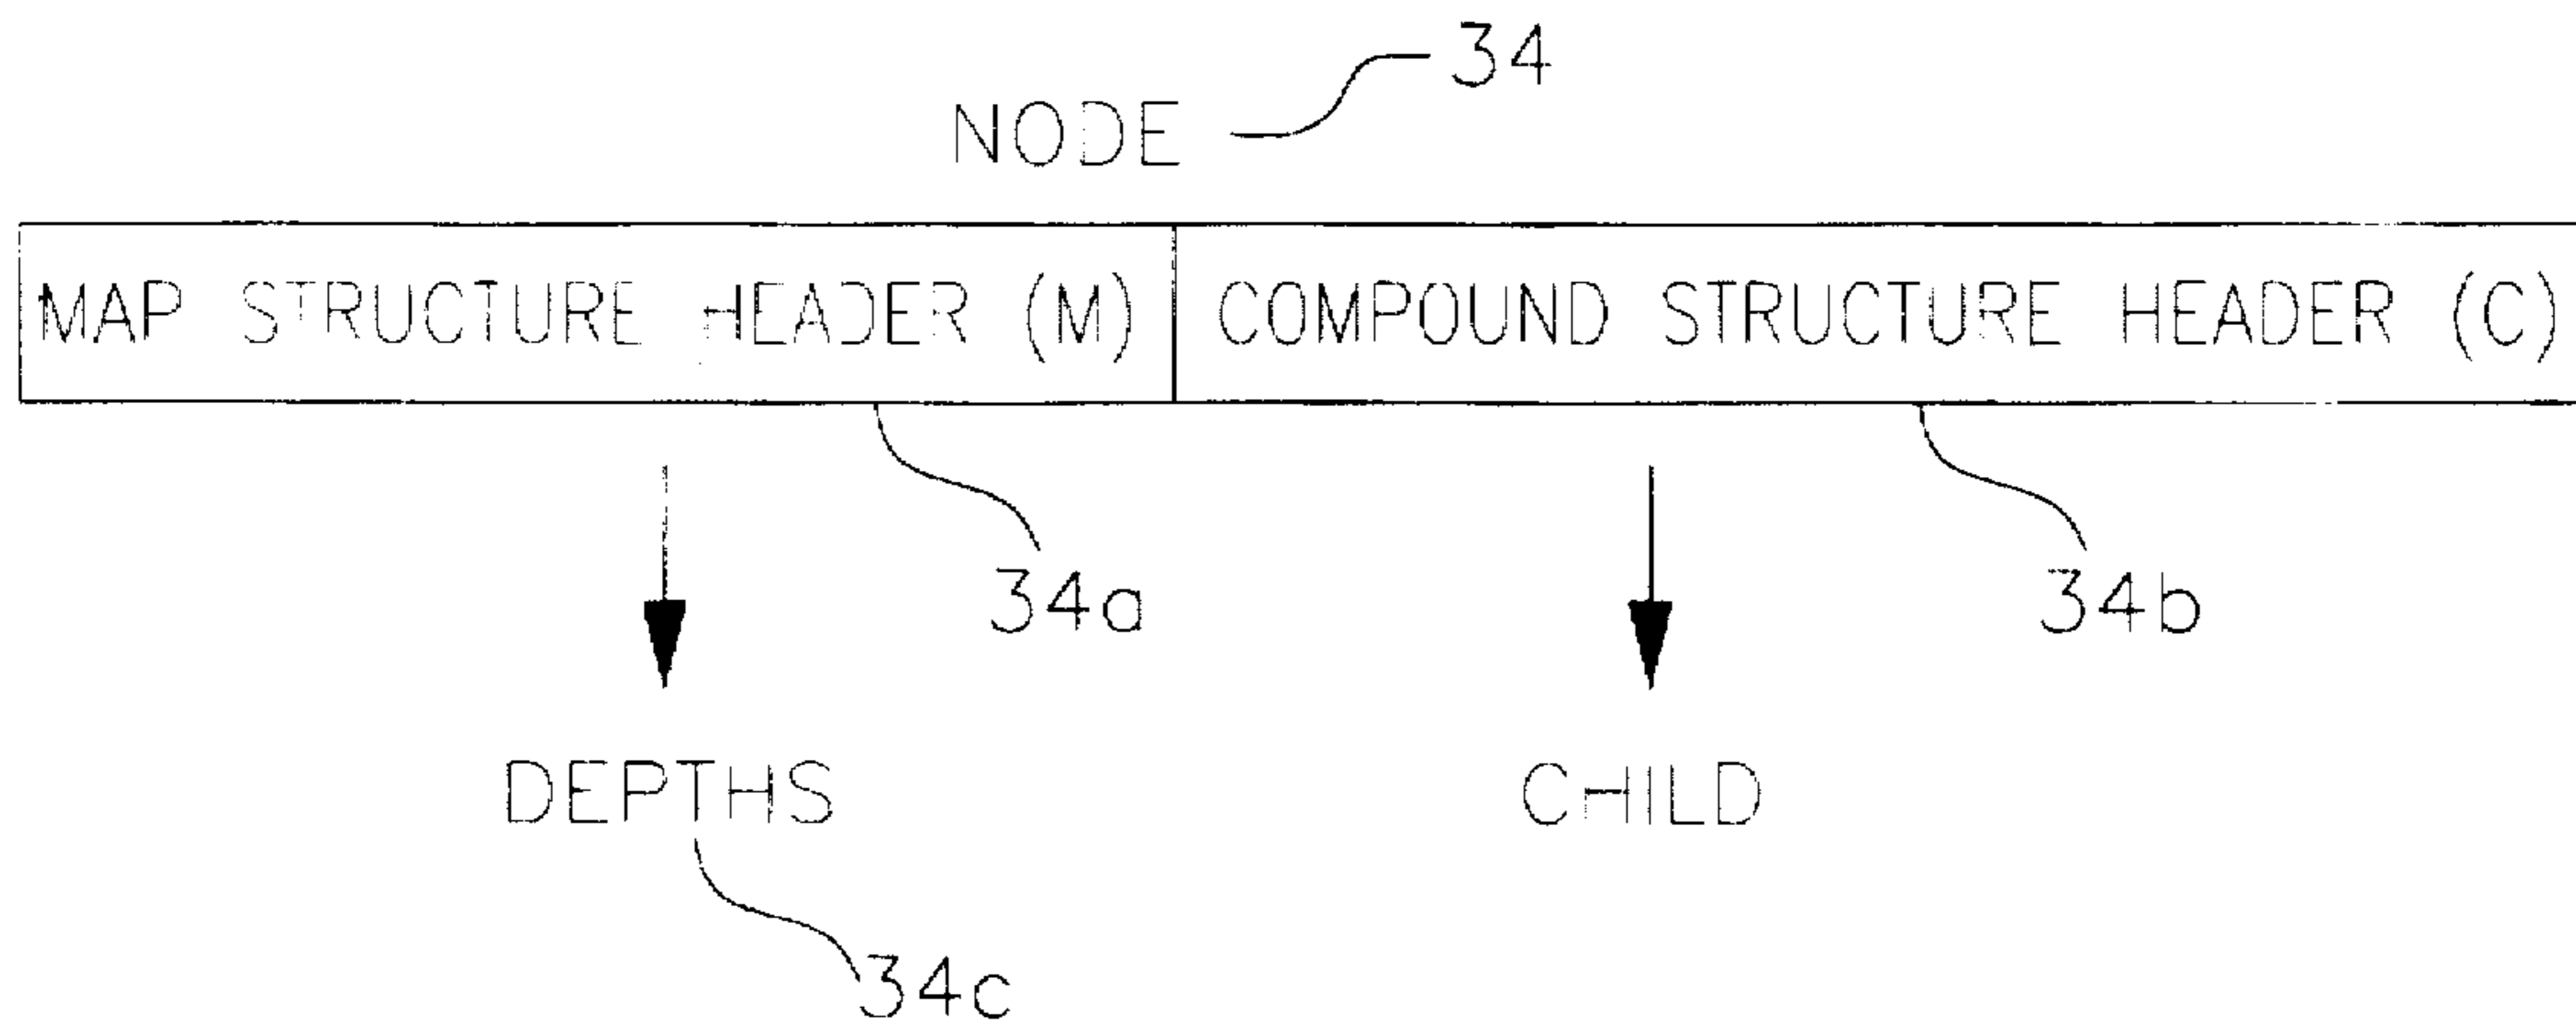 34
NODE
MAP STRUCTURE HEADER (M) COMPOUND STRUCTURE HEADER (C)
34a 34b
DEPTHS CHILD
34c